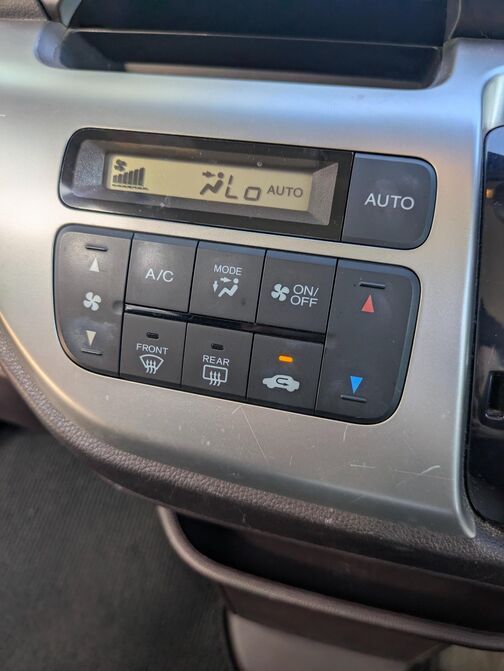 Lo AUTO
AUTO
A/C
MODE
ON/
OFF
FRONT
REAR